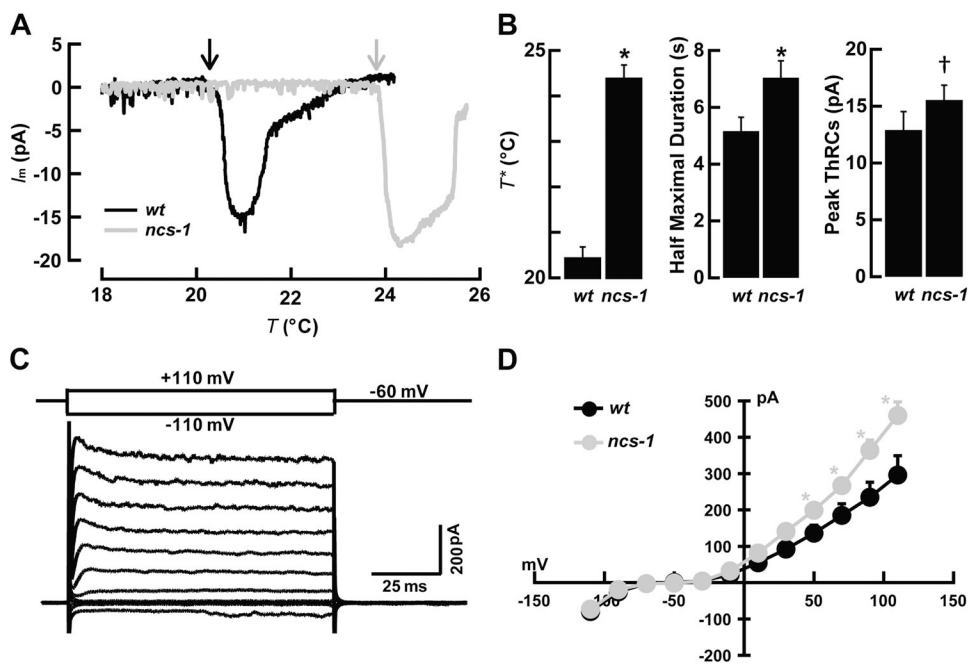 A
5
0
-5
-10
-15
-20
Im (pA)
wt
ncs-1
18
20
22
24
26
T (°C)
B
25
20
T* (°C)
*
wt ncs-1
8
6
4
2
0
Half Maximal Duration (s)
*
wt ncs-1
20
15
10
5
0
Peak ThRCs (pA)
†
wt ncs-1
C
+110 mV
-60 mV
-110 mV
200pA
25 ms
D
wt
ncs-1
500
pA
400
300
200
100
-100
-200
mV
-150
-100
-50
50
100
150
*
*
*
*